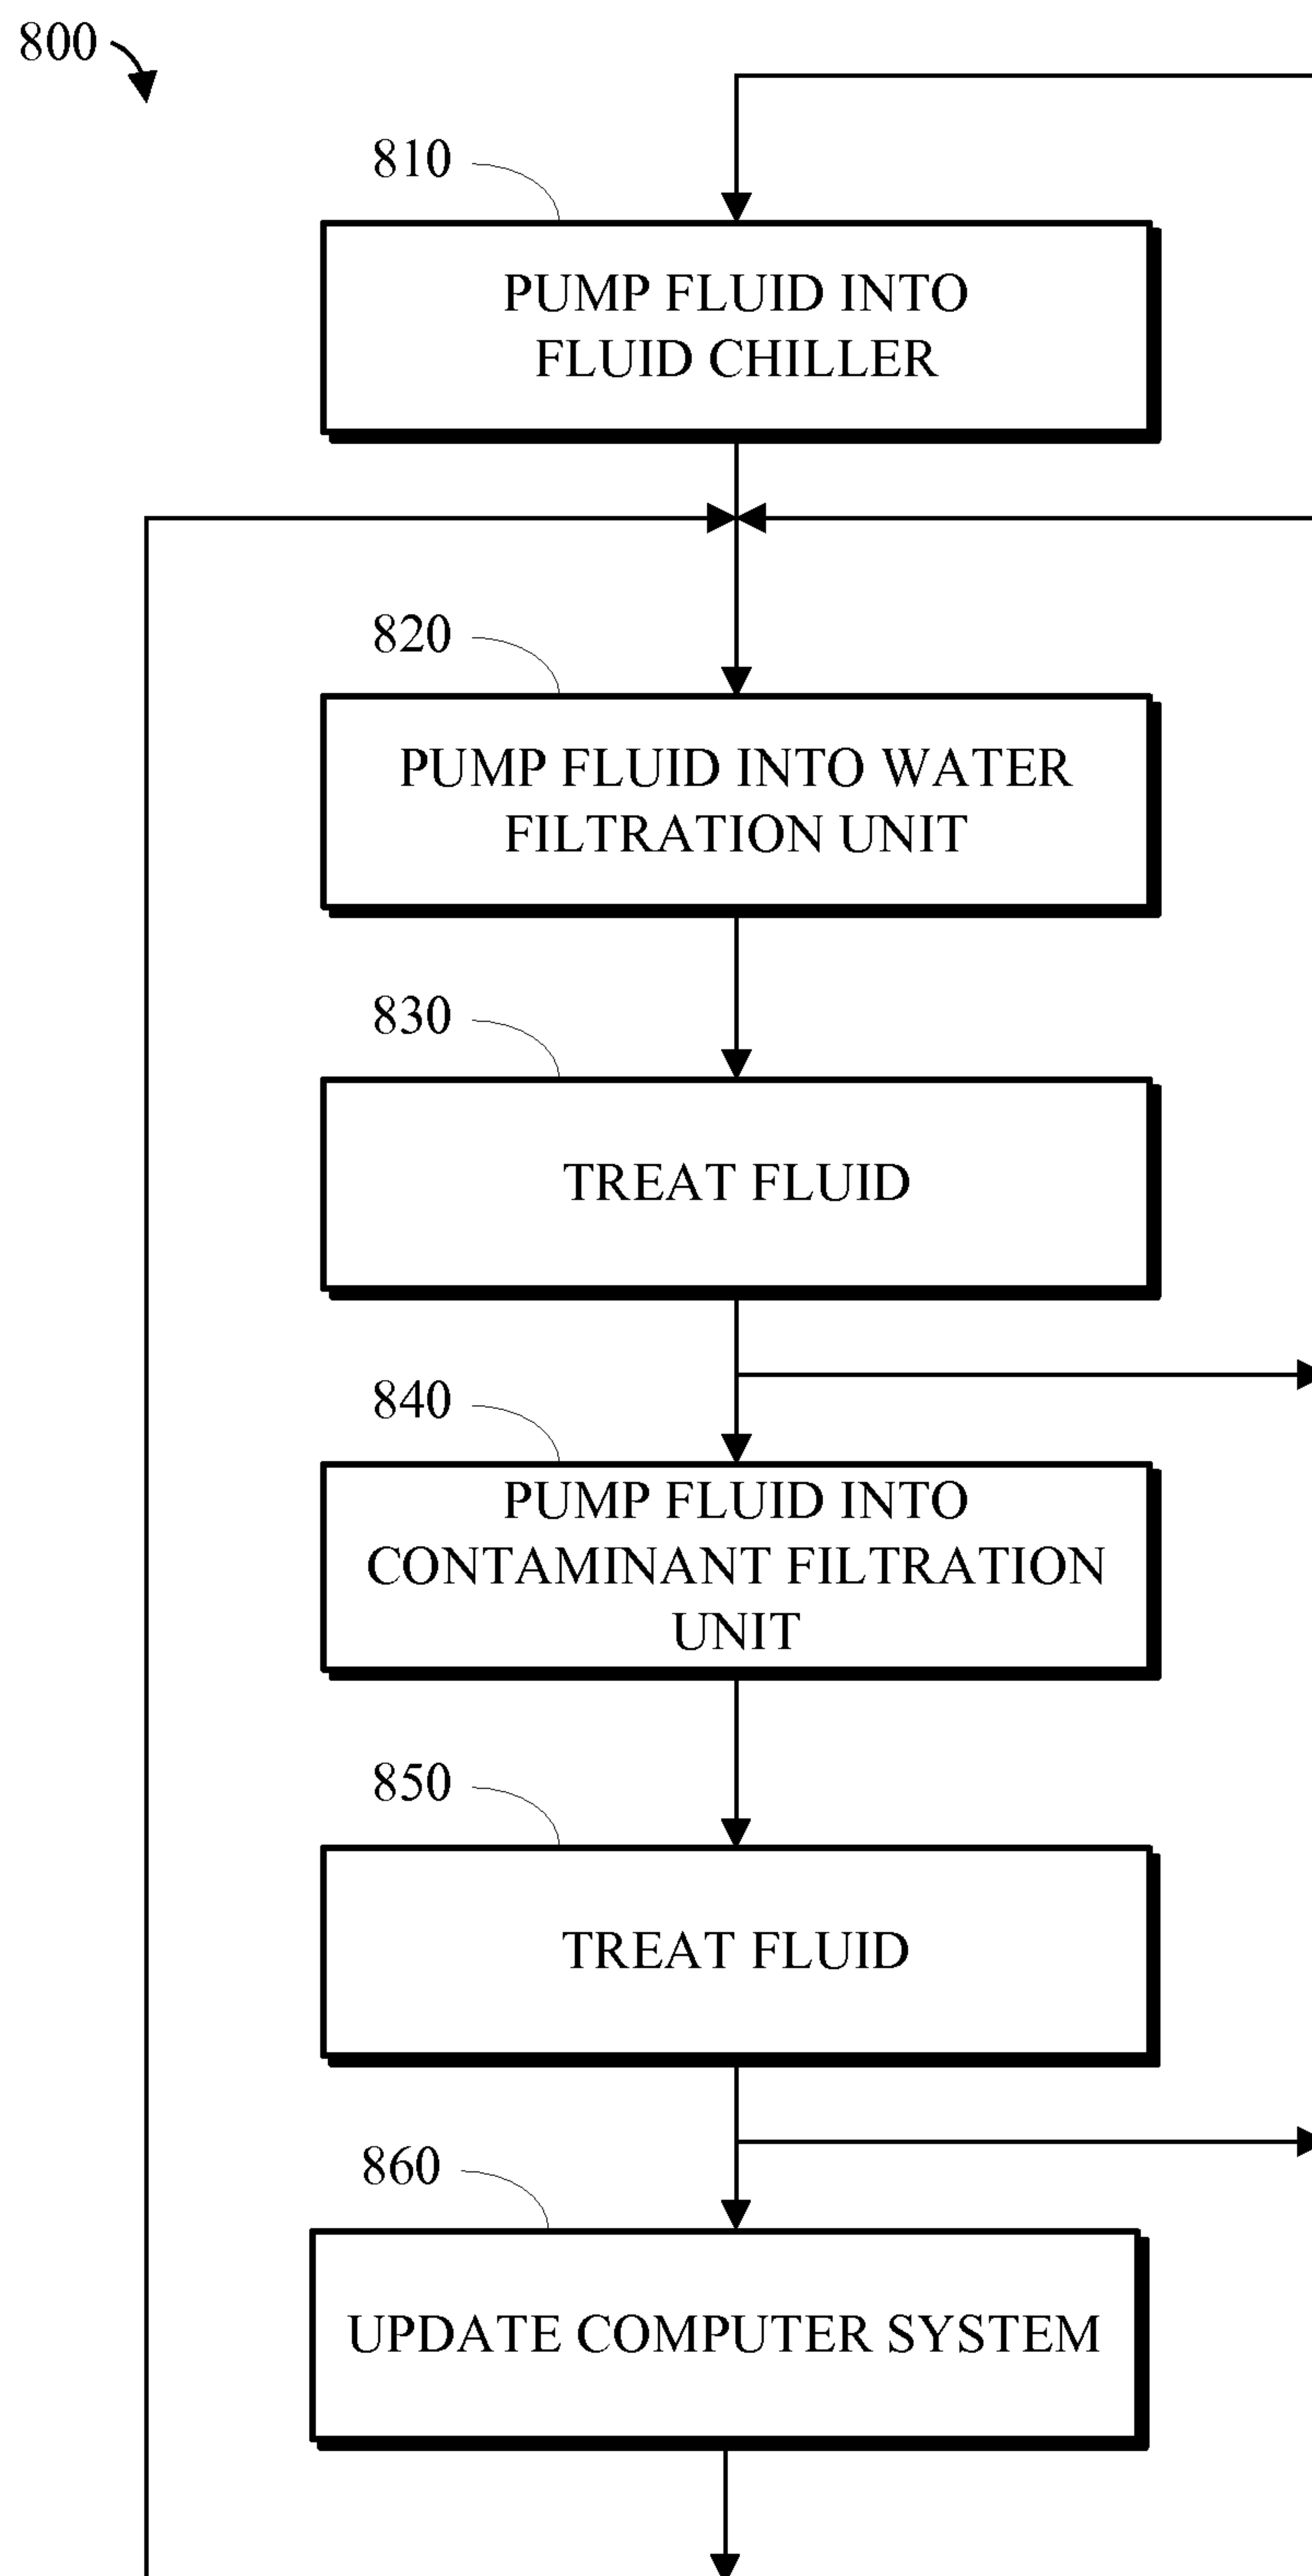 800
810
PUMP FLUID INTO
FLUID CHILLER
820
PUMP FLUID INTO WATER
FILTRATION UNIT
830
TREAT FLUID
840
PUMP FLUID INTO
CONTAMINANT FILTRATION
UNIT
850
TREAT FLUID
860
UPDATE COMPUTER SYSTEM